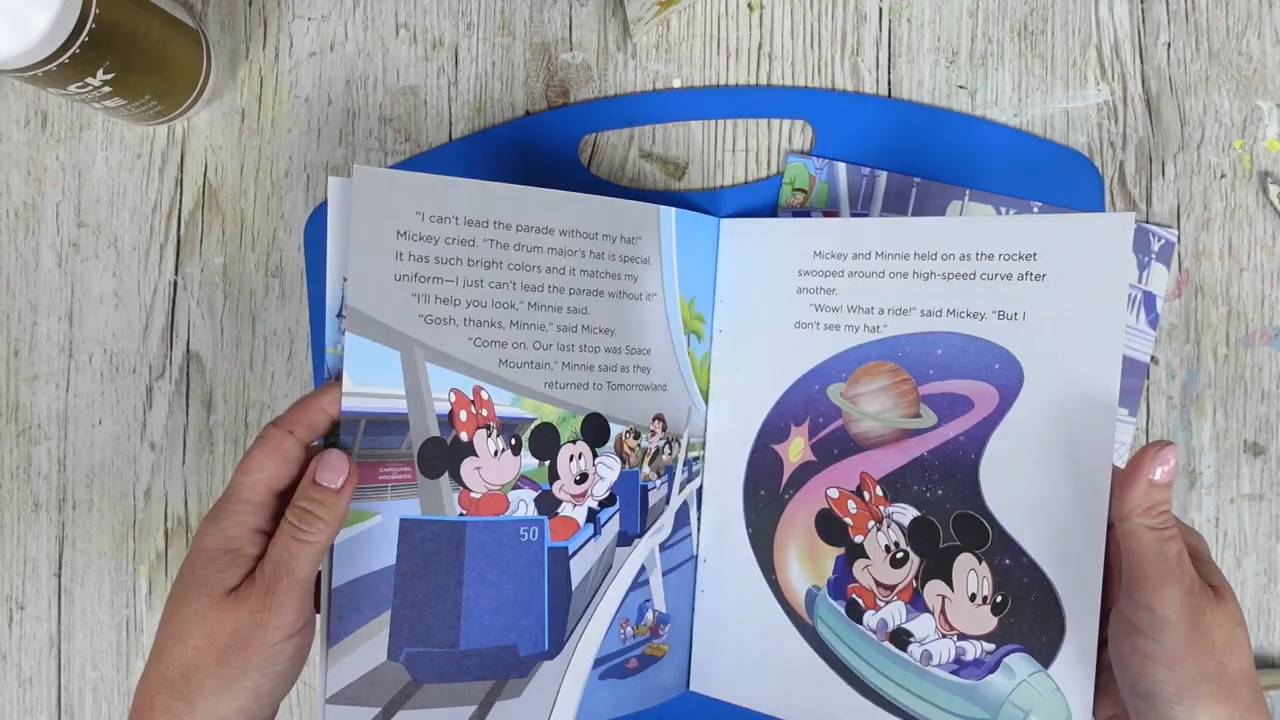 ACK
“I can’t lead the parade without my hat!”
Mickey cried. “The drum major’s hat is special.
It has such bright colors and it matches my
uniform—I just can’t lead the parade without it!”
“I’ll help you look,” Minnie said.
“Gosh, thanks, Minnie,” said Mickey.
“Come on. Our last stop was Space
Mountain,” Minnie said as they
returned to Tomorrowland.
CAROUSEL
OF
PROGRESS
50
Mickey and Minnie held on as the rocket
swooped around one high-speed curve after
another.
“Wow! What a ride!” said Mickey. “But I
don’t see my hat.”